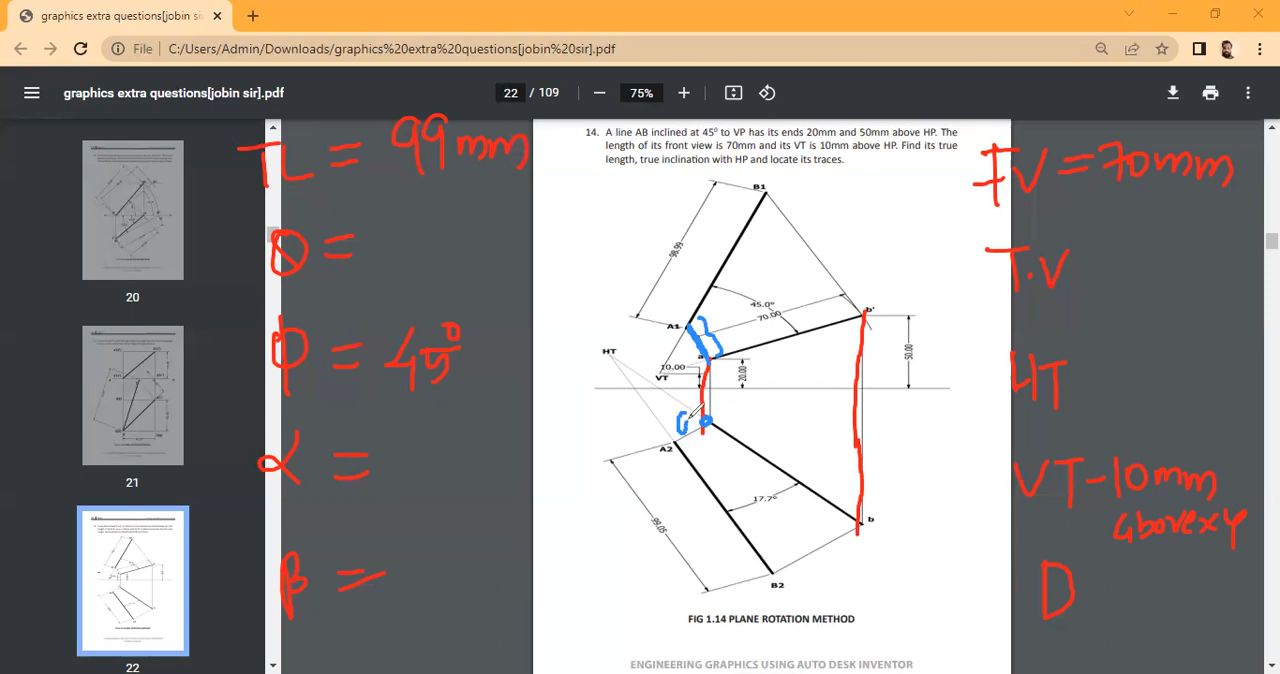 graphics extra questions[jobin si
File | C:/Users/Admin/Downloads/graphics%20extra%20questions[jobin%20sir].pdf
graphics extra questions[jobin sir].pdf
22 / 109
75%
20
21
22
TL = 99mm
θ =
ϕ = 45⁰
α =
β =
14. A line AB inclined at 45⁰ to VP has its ends 20mm and 50mm above HP. The
length of its front view is 70mm and its VT is 10mm above HP. Find its true
length, true inclination with HP and locate its traces.
B1
98.99
45.0°
70.00
b'
A1
a
HT
10.00
VT
20.00
50.00
A2
17.7°
b
99.05
B2
FIG 1.14 PLANE ROTATION METHOD
ENGINEERING GRAPHICS USING AUTO DESK INVENTOR
FV = 70mm
T.V
HT
VT - 10mm
above xy
D